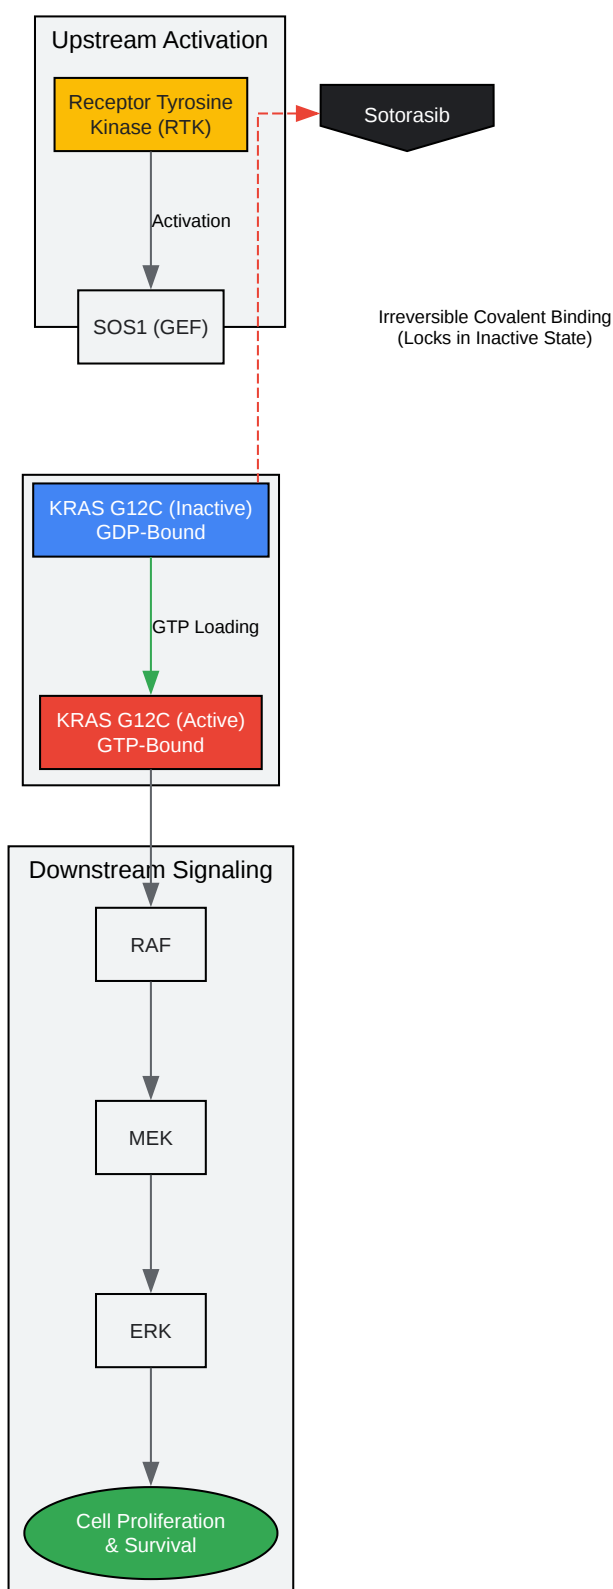 Upstream Activation
Receptor Tyrosine
Kinase (RTK)
Sotorasib
Activation
SOS1 (GEF)
Irreversible Covalent Binding
(Locks in Inactive State)
KRAS G12C (Inactive)
GDP-Bound
GTP Loading
KRAS G12C (Active)
GTP-Bound
Downstream Signaling
RAF
MEK
ERK
Cell Proliferation
& Survival